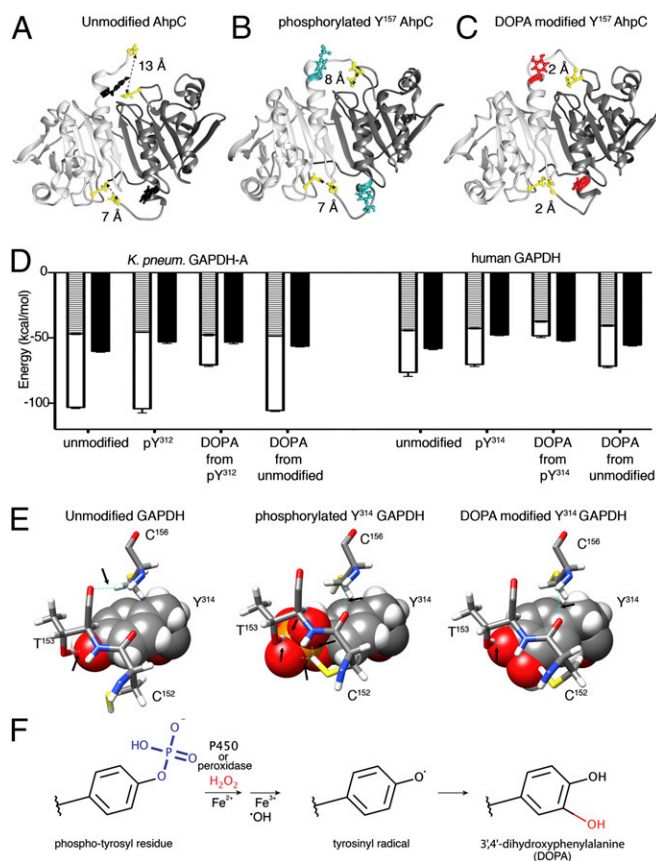 A
Unmodified AhpC
13 Å
7 Å
B
phosphorylated Y¹⁵⁷ AhpC
8 Å
7 Å
C
DOPA modified Y¹⁵⁷ AhpC
2 Å
2 Å
D
K. pneum. GAPDH-A
human GAPDH
Energy (kcal/mol)
0
-50
-100
unmodified
pY³¹²
DOPA
from
pY³¹²
DOPA
from
unmodified
unmodified
pY³¹⁴
DOPA
from
pY³¹⁴
DOPA
from
unmodified
E
Unmodified GAPDH
C¹⁵⁶
Y³¹⁴
T¹⁵³
C¹⁵²
phosphorylated Y³¹⁴ GAPDH
C¹⁵⁶
Y³¹⁴
T¹⁵³
C¹⁵²
DOPA modified Y³¹⁴ GAPDH
C¹⁵⁶
Y³¹⁴
T¹⁵³
C¹⁵²
F
O⁻
HO P O
O
phospho-tyrosyl residue
P450
or
peroxidase
H₂O₂
Fe²⁺
Fe³⁺
·OH
O·
tyrosinyl radical
OH
OH
3',4'-dihydroxyphenylalanine
(DOPA)